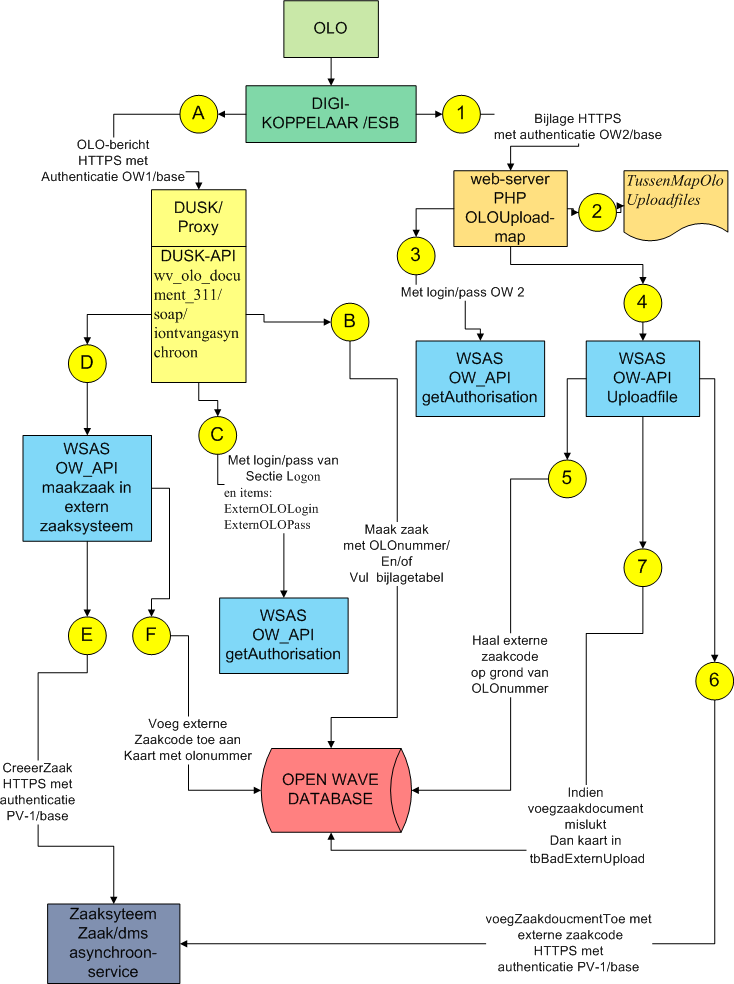 OLO
DIGI-
KOPPELAAR /ESB
A
1
OLO-bericht
HTTPS met
Authenticatie OW1/base
Bijlage HTTPS
met authenticatie OW2/base
DUSK/
Proxy
DUSK-API
wv_olo_docu
ment_311/
soap/
iontvangasyn
chroon
web-server
PHP
OLOUpload-
map
2
TussenMapOlo
Uploadfiles
3
Met login/pass OW 2
4
B
D
WSAS
OW_API
getAuthorisation
WSAS
OW-API
Uploadfile
C
Met login/pass van
Sectie Logon
en items:
ExternOLOLogin
ExternOLOPass
WSAS
OW_API
maakzaak in
extern
zaaksysteem
5
Maak zaak
met OLOnummer/
En/of
Vul bijlagetabel
7
WSAS
OW_API
getAuthorisation
E
F
Haal externe
zaakcode
op grond van
OLOnummer
6
Voeg externe
Zaakcode toe aan
Kaart met olonummer
CreeerZaak
HTTPS met
authenticatie
PV-1/base
OPEN WAVE
DATABASE
Indien
voegzaakdocument
mislukt
Dan kaart in
tbBadExternUpload
Zaaksyteem
Zaak/dms
asynchroon-
service
voegZaakdoucmentToe met
externe zaakcode
HTTPS met
authenticatie PV-1/base